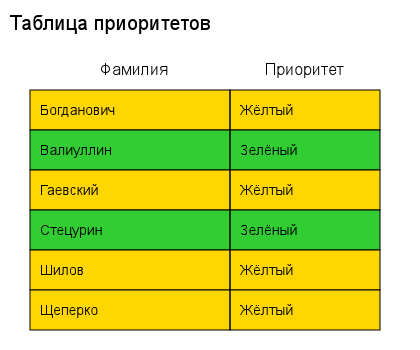 Таблица приоритетов
Фамилия Приоритет
Богданович Жёлтый
Валиуллин Зелёный
Гаевский Жёлтый
Стецурин Зелёный
Шилов Жёлтый
Щеперко Жёлтый